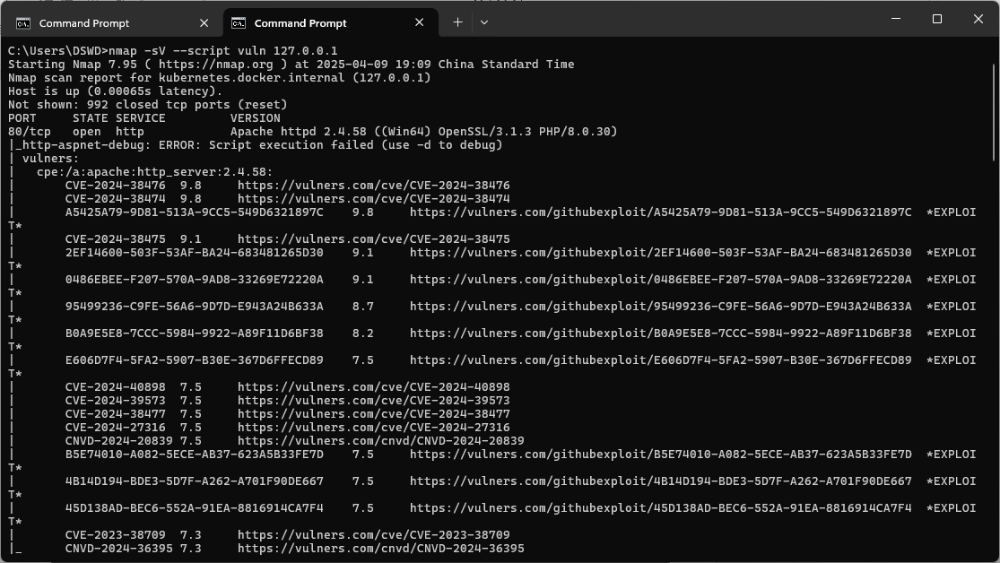 Command Prompt
Command Prompt
C:\Users\DSWD>nmap -sV --script vuln 127.0.0.1
Starting Nmap 7.95 ( https://nmap.org ) at 2025-04-09 19:09 China Standard Time
Nmap scan report for kubernetes.docker.internal (127.0.0.1)
Host is up (0.00065s latency).
Not shown: 992 closed tcp ports (reset)
PORT     STATE SERVICE         VERSION
80/tcp   open  http            Apache httpd 2.4.58 ((Win64) OpenSSL/3.1.3 PHP/8.0.30)
|_http-aspnet-debug: ERROR: Script execution failed (use -d to debug)
| vulners:
|   cpe:/a:apache:http_server:2.4.58:
|       CVE-2024-38476  9.8     https://vulners.com/cve/CVE-2024-38476
|       CVE-2024-38474  9.8     https://vulners.com/cve/CVE-2024-38474
|       A5425A79-9D81-513A-9CC5-549D6321897C    9.8     https://vulners.com/githubexploit/A5425A79-9D81-513A-9CC5-549D6321897C  *EXPLOI
T*
|       CVE-2024-38475  9.1     https://vulners.com/cve/CVE-2024-38475
|       2EF14600-503F-53AF-BA24-683481265D30    9.1     https://vulners.com/githubexploit/2EF14600-503F-53AF-BA24-683481265D30  *EXPLOI
T*
|       0486EBEE-F207-570A-9AD8-33269E72220A    9.1     https://vulners.com/githubexploit/0486EBEE-F207-570A-9AD8-33269E72220A  *EXPLOI
T*
|       95499236-C9FE-56A6-9D7D-E943A24B633A    8.7     https://vulners.com/githubexploit/95499236-C9FE-56A6-9D7D-E943A24B633A  *EXPLOI
T*
|       B0A9E5E8-7CCC-5984-9922-A89F11D6BF38    8.2     https://vulners.com/githubexploit/B0A9E5E8-7CCC-5984-9922-A89F11D6BF38  *EXPLOI
T*
|       E606D7F4-5FA2-5907-B30E-367D6FFECD89    7.5     https://vulners.com/githubexploit/E606D7F4-5FA2-5907-B30E-367D6FFECD89  *EXPLOI
T*
|       CVE-2024-40898  7.5     https://vulners.com/cve/CVE-2024-40898
|       CVE-2024-39573  7.5     https://vulners.com/cve/CVE-2024-39573
|       CVE-2024-38477  7.5     https://vulners.com/cve/CVE-2024-38477
|       CVE-2024-27316  7.5     https://vulners.com/cve/CVE-2024-27316
|       CNVD-2024-20839 7.5     https://vulners.com/cnvd/CNVD-2024-20839
|       B5E74010-A082-5ECE-AB37-623A5B33FE7D    7.5     https://vulners.com/githubexploit/B5E74010-A082-5ECE-AB37-623A5B33FE7D  *EXPLOI
T*
|       4B14D194-BDE3-5D7F-A262-A701F90DE667    7.5     https://vulners.com/githubexploit/4B14D194-BDE3-5D7F-A262-A701F90DE667  *EXPLOI
T*
|       45D138AD-BEC6-552A-91EA-8816914CA7F4    7.5     https://vulners.com/githubexploit/45D138AD-BEC6-552A-91EA-8816914CA7F4  *EXPLOI
T*
|       CVE-2023-38709  7.3     https://vulners.com/cve/CVE-2023-38709
|_      CNVD-2024-36395 7.3     https://vulners.com/cnvd/CNVD-2024-36395